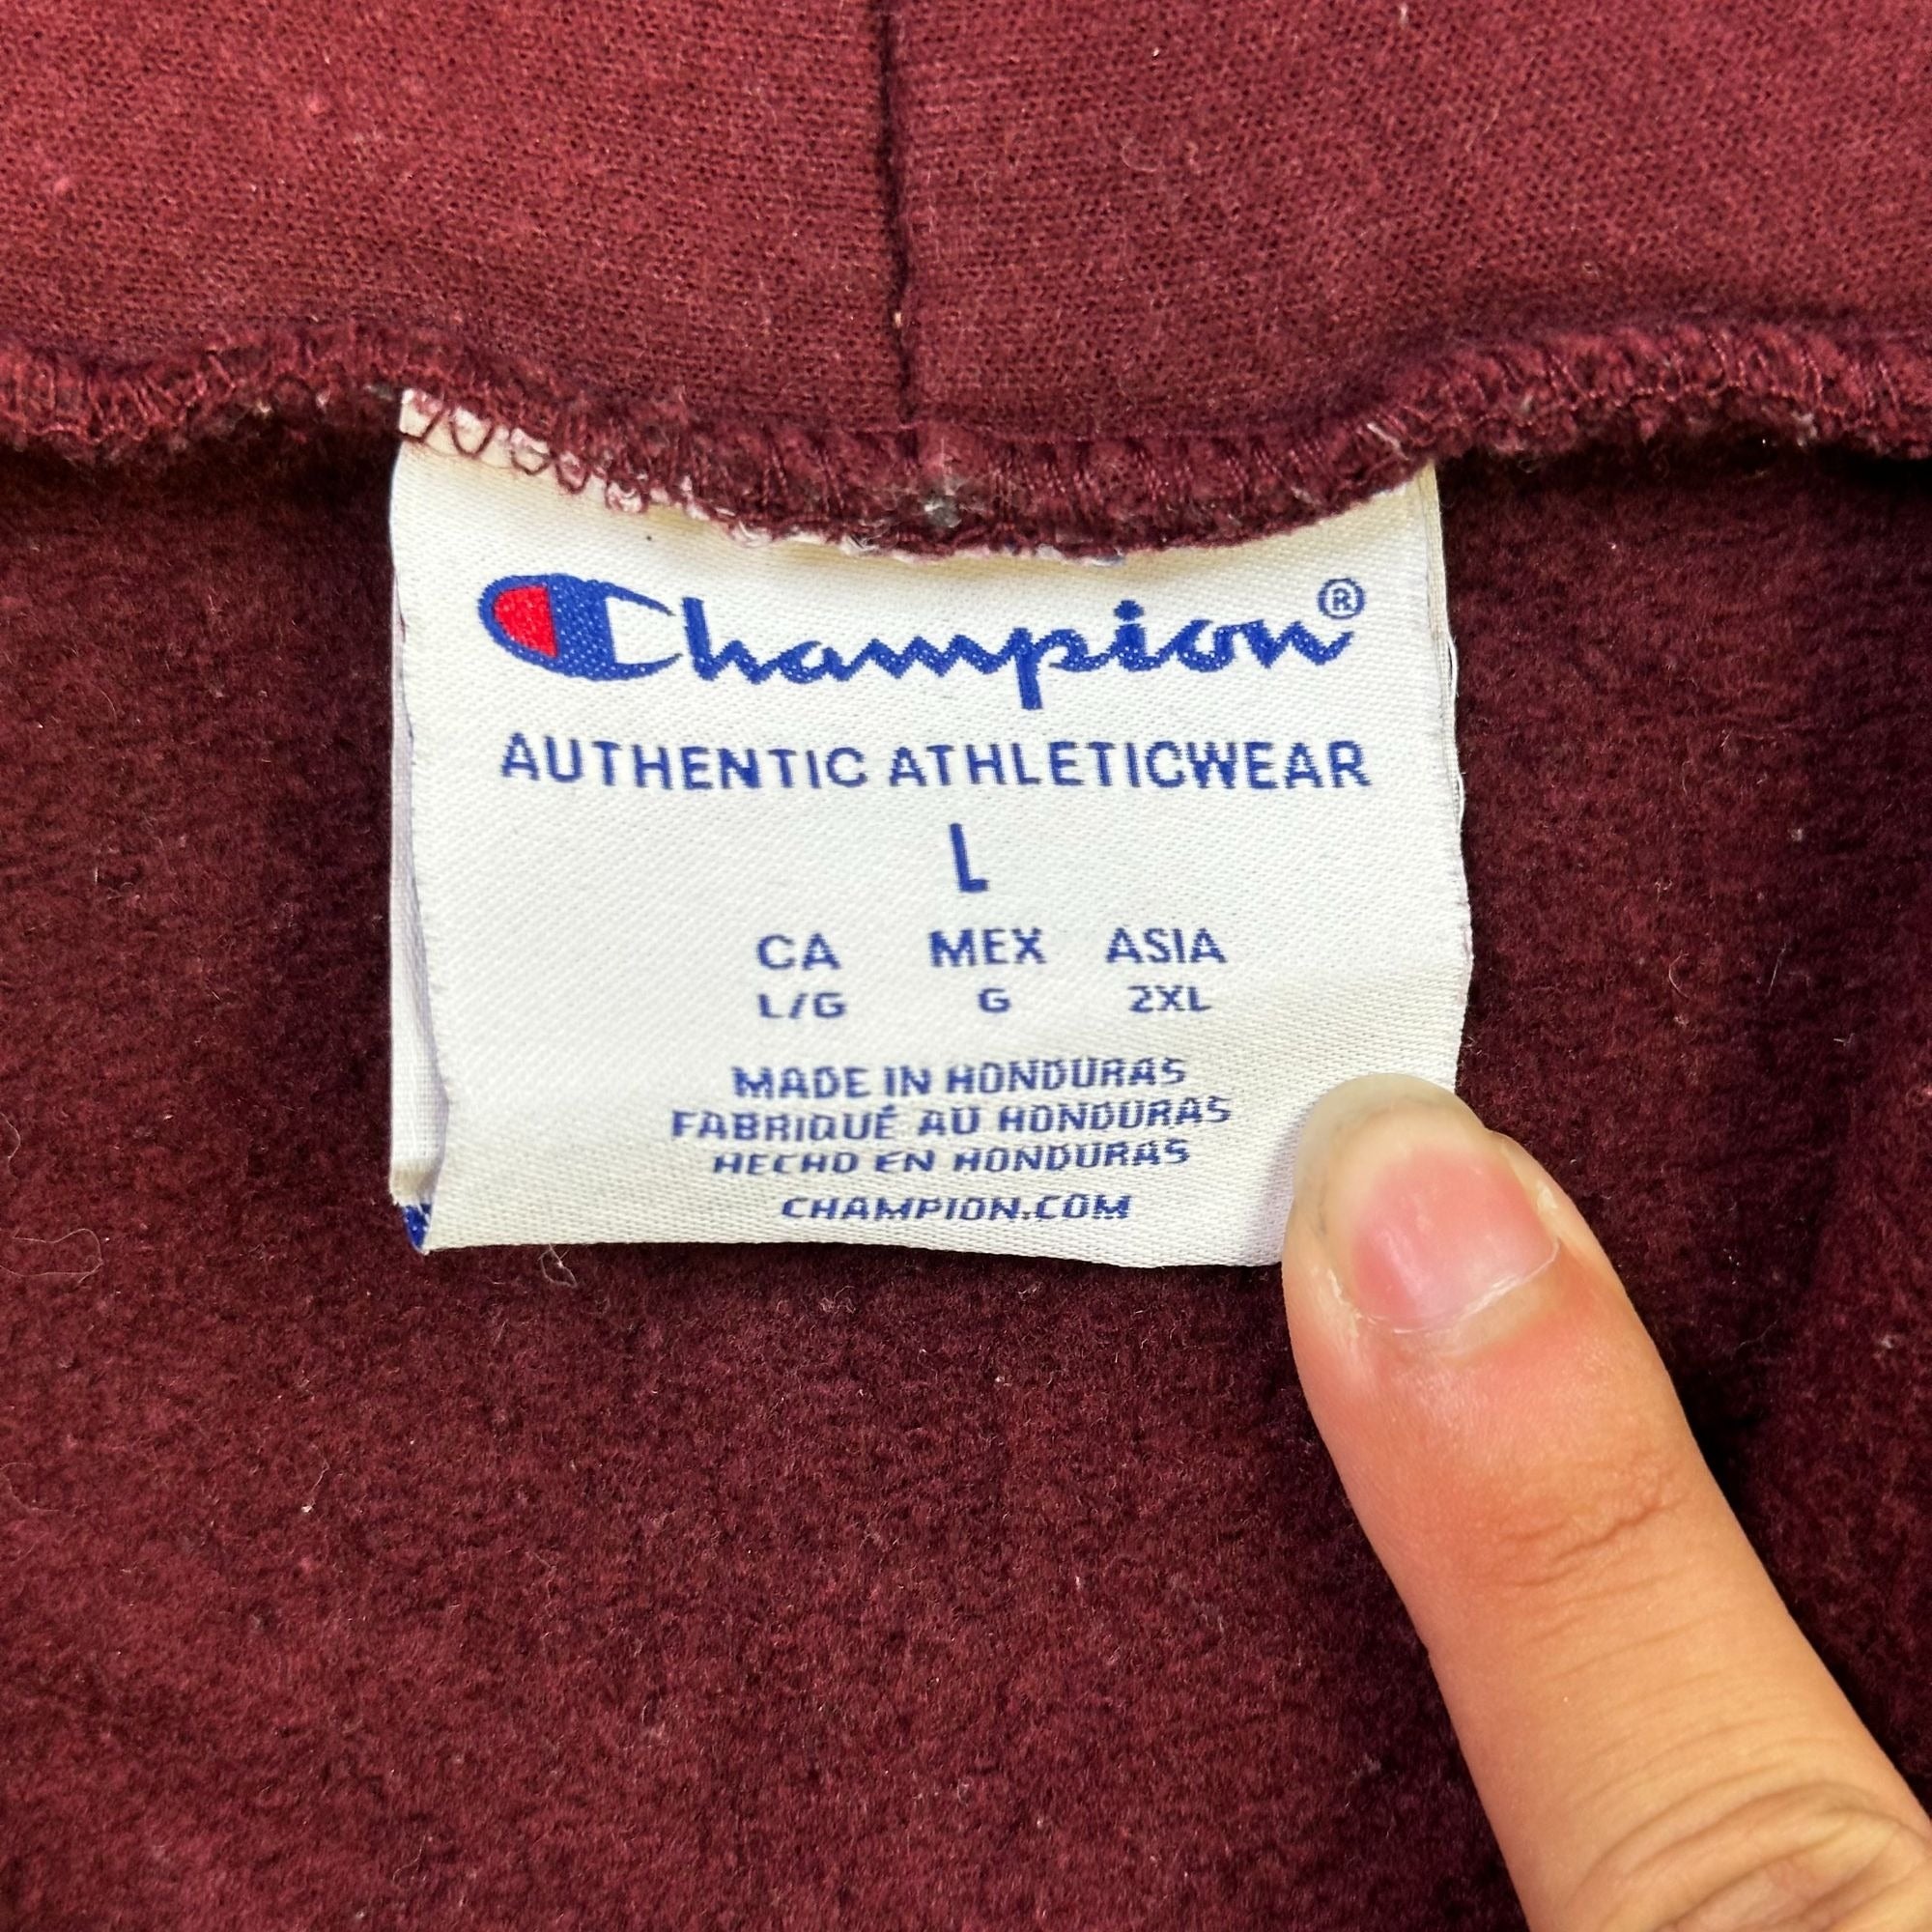 Champion®
AUTHENTIC ATHLETICWEAR
L
CA MEX ASIA
L/G G 2XL
MADE IN HONDURAS
FABRIQUÉ AU HONDURAS
HECHO EN HONDURAS
CHAMPION.COM